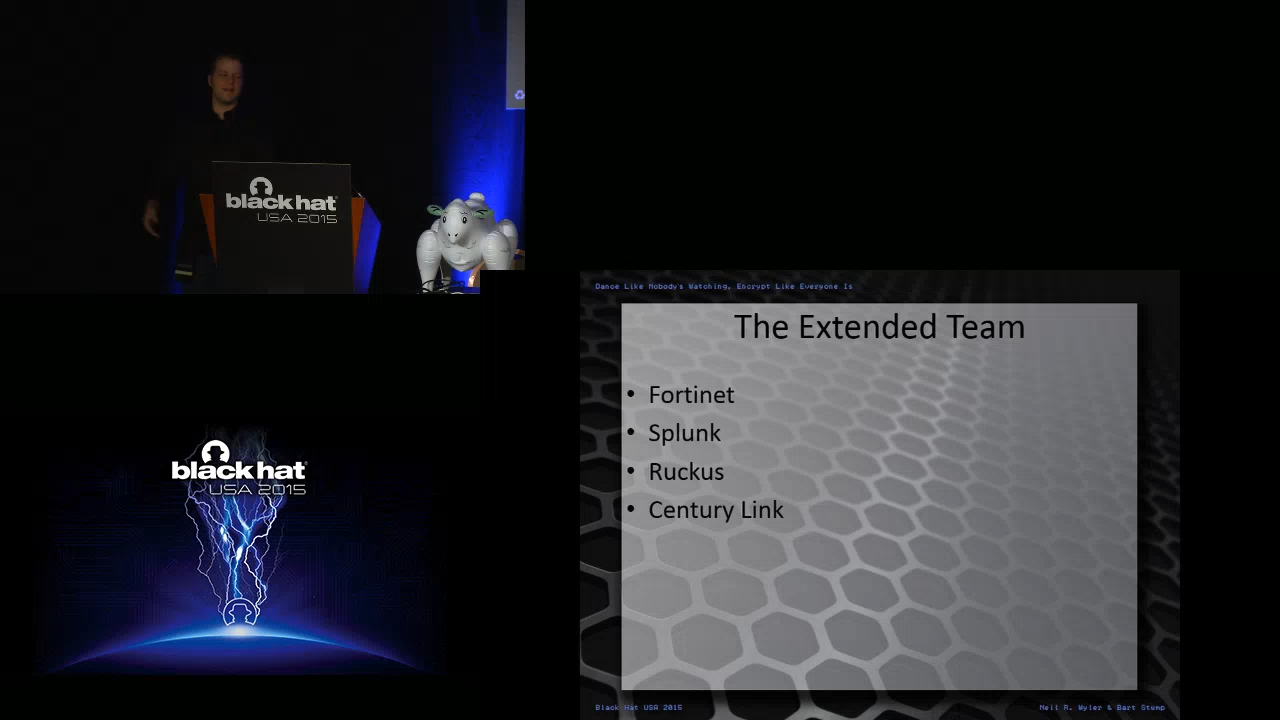 black hat
USA 2015
Dance Like Nobody's Watching, Encrypt Like Everyone Is
The Extended Team
• Fortinet
• Splunk
• Ruckus
• Century Link
black hat
USA 2015
Black Hat USA 2015
Neil R. Wyler & Bart Stump